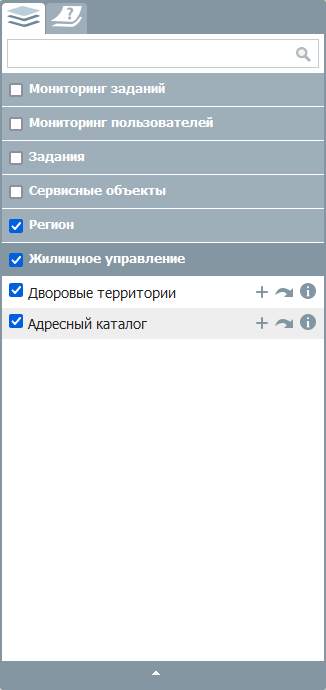 Мониторинг заданий
Мониторинг пользователей
Задания
Сервисные объекты
Регион
Жилищное управление
Дворовые территории
Адресный каталог